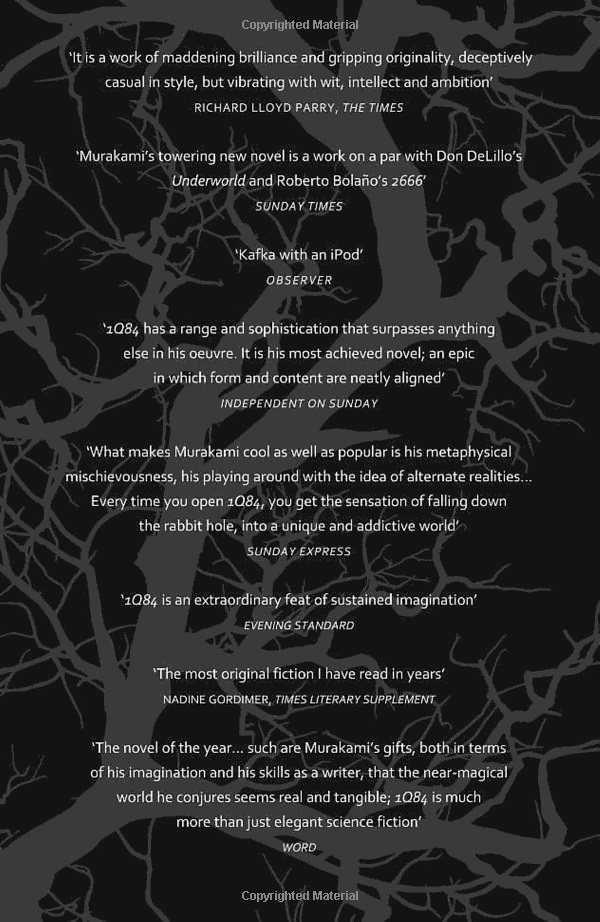 Copyrighted Material
‘It is a work of maddening brilliance and gripping originality, deceptively
casual in style, but vibrating with wit, intellect and ambition’
RICHARD LLOYD PARRY, THE TIMES
‘Murakami’s towering new novel is a work on a par with Don DeLillo’s
Underworld and Roberto Bolaño’s 2666’
SUNDAY TIMES
‘Kafka with an iPod’
OBSERVER
‘1Q84 has a range and sophistication that surpasses anything
else in his oeuvre. It is his most achieved novel; an epic
in which form and content are neatly aligned’
INDEPENDENT ON SUNDAY
‘What makes Murakami cool as well as popular is his metaphysical
mischievousness, his playing around with the idea of alternate realities...
Every time you open 1Q84, you get the sensation of falling down
the rabbit hole, into a unique and addictive world’
SUNDAY EXPRESS
‘1Q84 is an extraordinary feat of sustained imagination’
EVENING STANDARD
‘The most original fiction I have read in years’
NADINE GORDIMER, TIMES LITERARY SUPPLEMENT
‘The novel of the year... such are Murakami’s gifts, both in terms
of his imagination and his skills as a writer, that the near-magical
world he conjures seems real and tangible; 1Q84 is much
more than just elegant science fiction’
WORD
Copyrighted Material